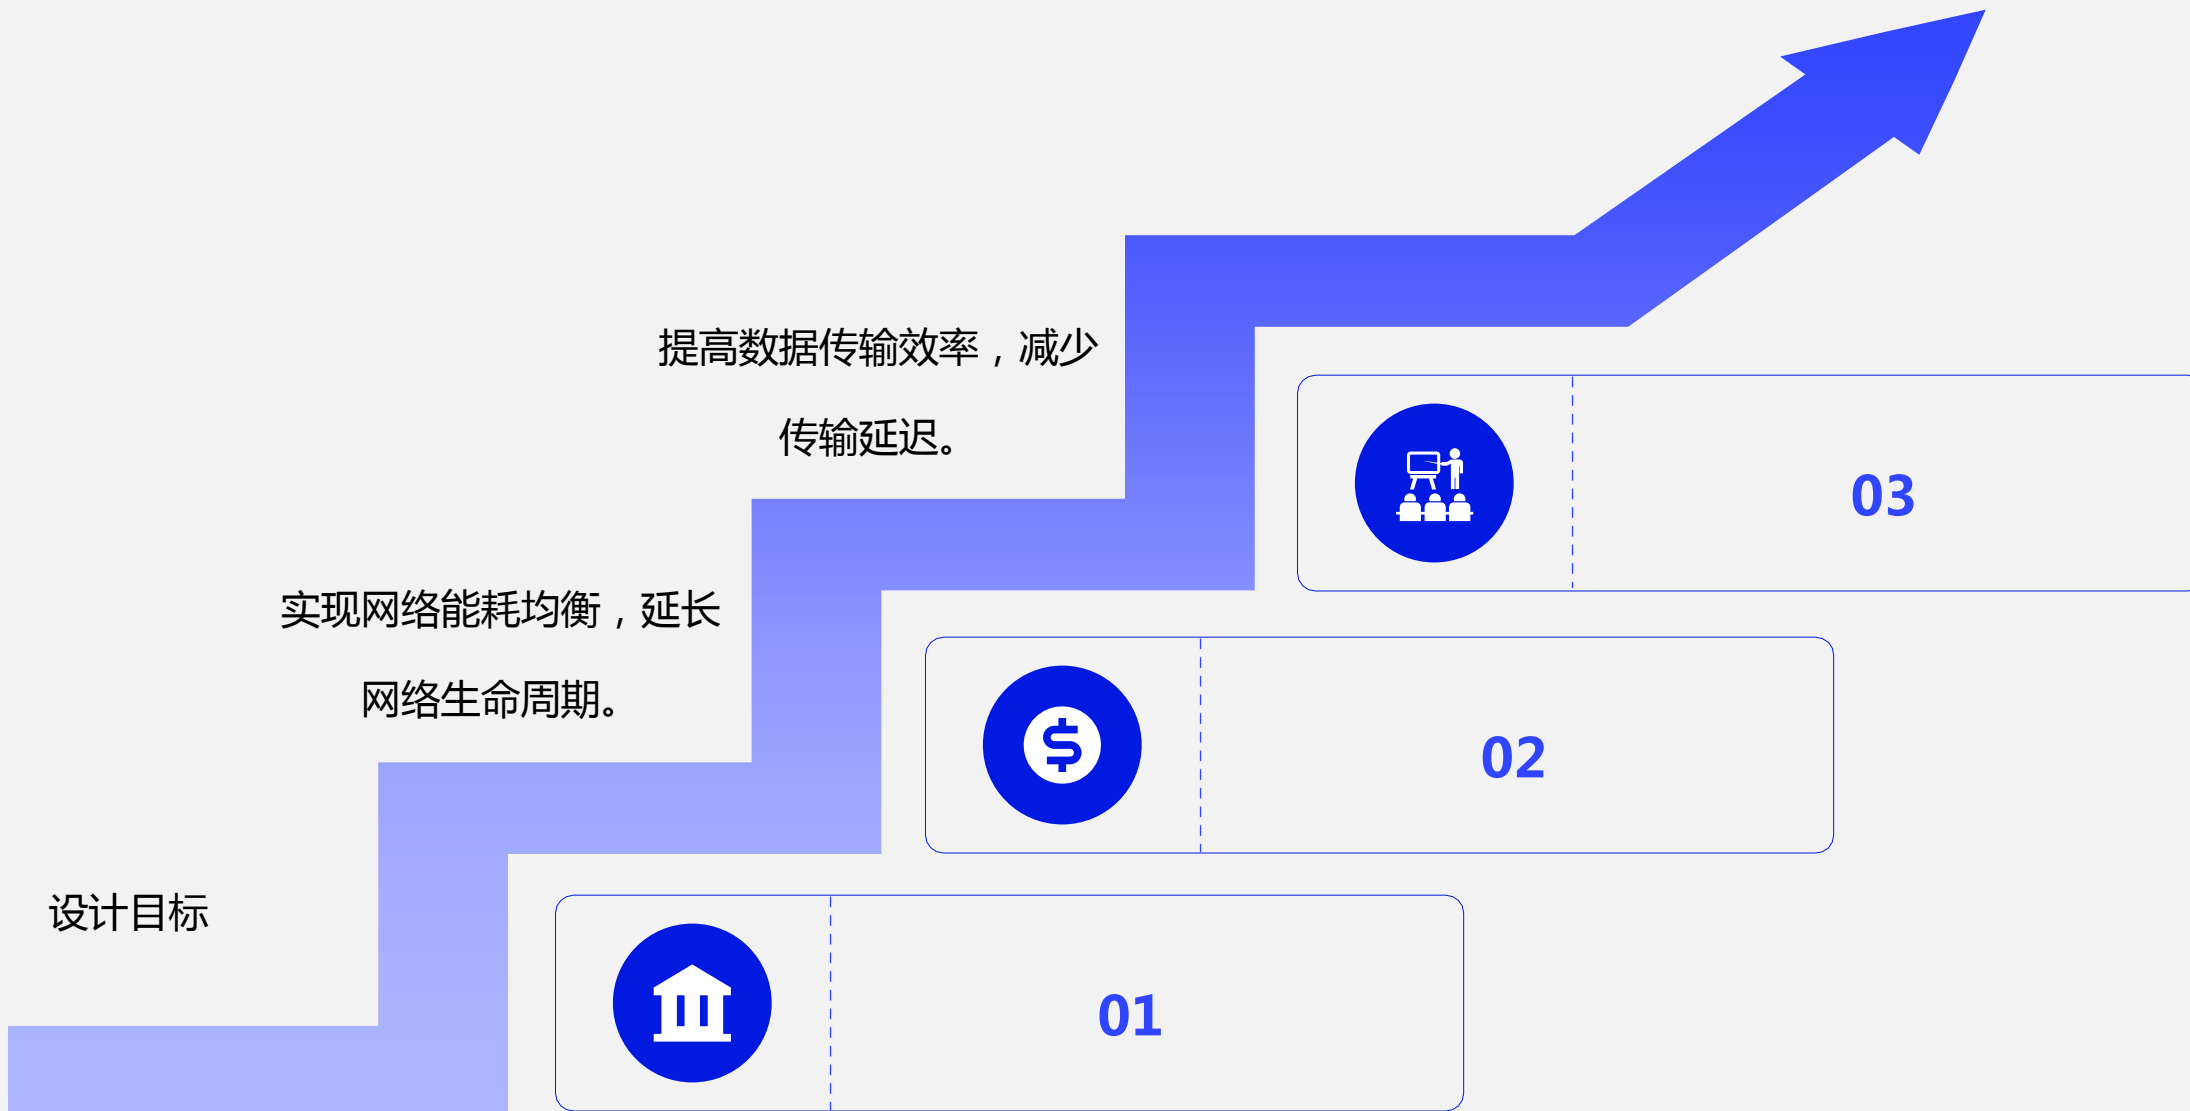 提高数据传输效率，减少
传输延迟。
03
实现网络能耗均衡，延长
网络生命周期。
02
设计目标
01